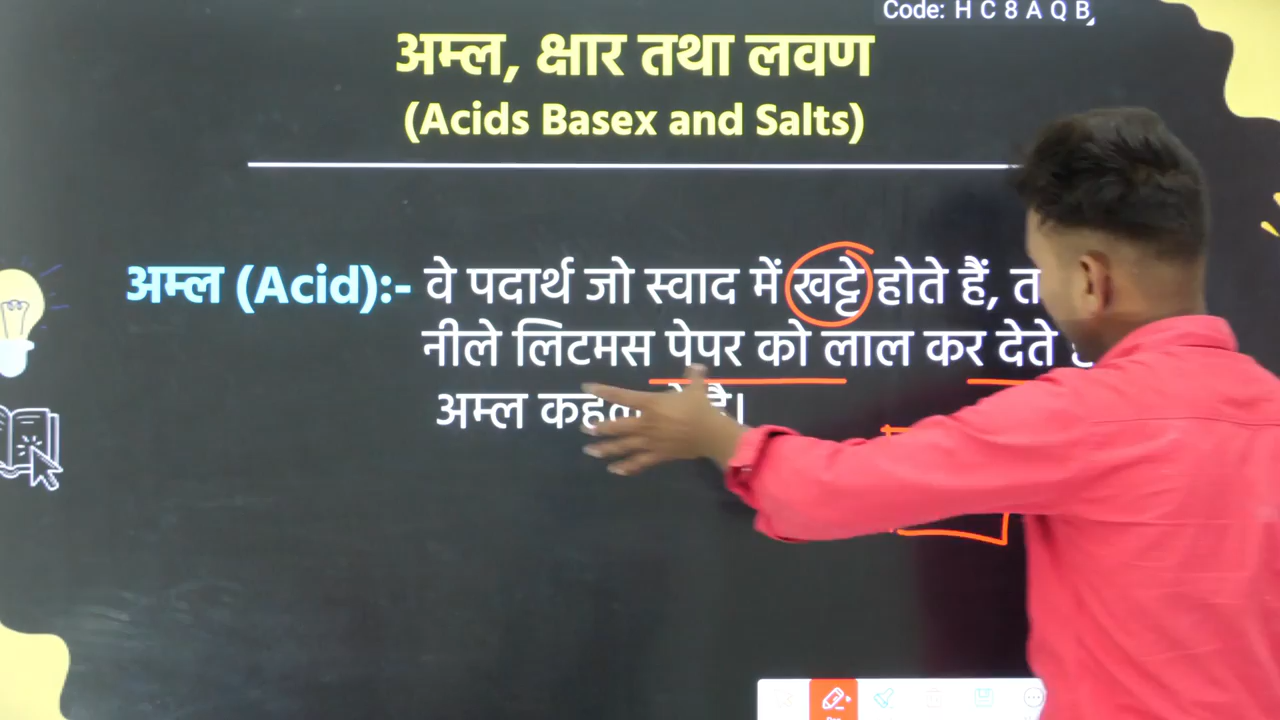 Code: H C 8 A Q B
अम्ल, क्षार तथा लवण
(Acids Basex and Salts)
अम्ल (Acid):- वे पदार्थ जो स्वाद में खट्टे होते हैं,
नीले लिटमस पेपर को लाल कर देते
अम्ल